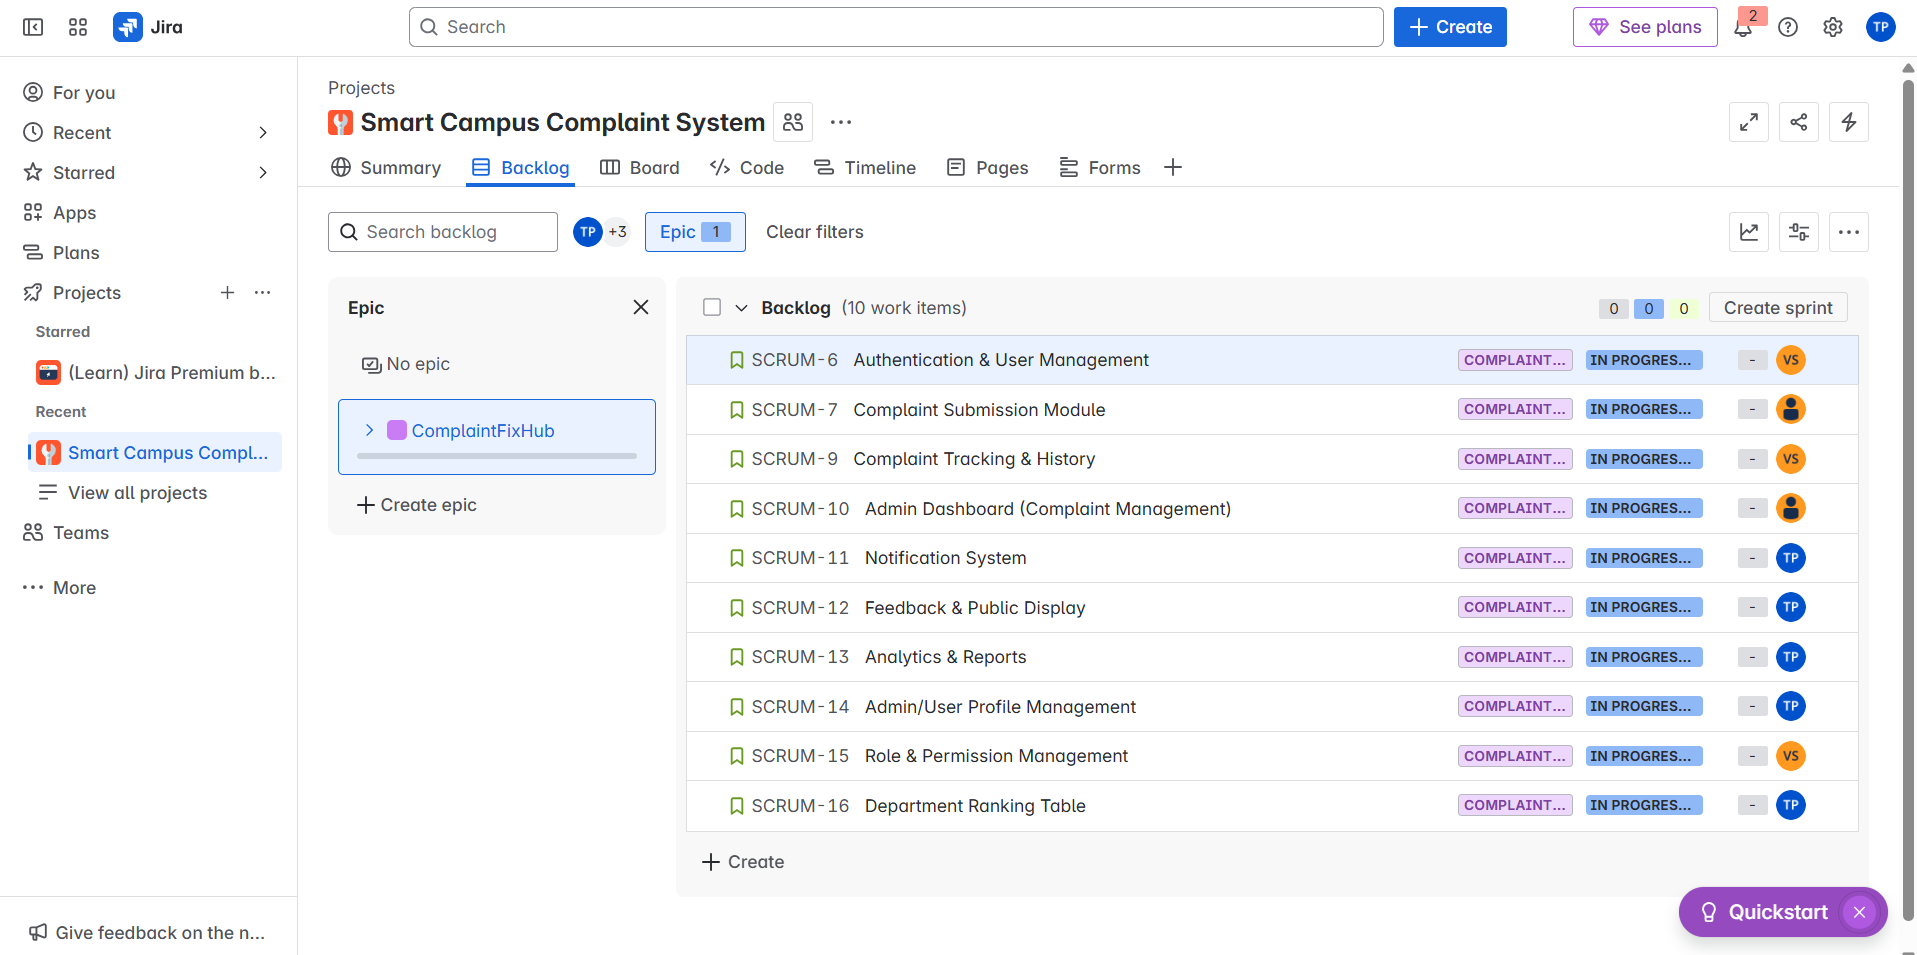 Jira
Search
Create
See plans
2
TP
For you
Recent
Starred
Apps
Plans
Projects
Starred
(Learn) Jira Premium b...
Recent
Smart Campus Compl...
View all projects
Teams
More
Give feedback on the n...
Projects
Smart Campus Complaint System
Summary
Backlog
Board
Code
Timeline
Pages
Forms
Search backlog
TP +3
Epic 1
Clear filters
Epic
No epic
ComplaintFixHub
Create epic
Backlog (10 work items)
0 0 0
Create sprint
SCRUM-6 Authentication & User Management COMPLAINT... IN PROGRES... - VS
SCRUM-7 Complaint Submission Module COMPLAINT... IN PROGRES... -
SCRUM-9 Complaint Tracking & History COMPLAINT... IN PROGRES... - VS
SCRUM-10 Admin Dashboard (Complaint Management) COMPLAINT... IN PROGRES... -
SCRUM-11 Notification System COMPLAINT... IN PROGRES... - TP
SCRUM-12 Feedback & Public Display COMPLAINT... IN PROGRES... - TP
SCRUM-13 Analytics & Reports COMPLAINT... IN PROGRES... - TP
SCRUM-14 Admin/User Profile Management COMPLAINT... IN PROGRES... - TP
SCRUM-15 Role & Permission Management COMPLAINT... IN PROGRES... - VS
SCRUM-16 Department Ranking Table COMPLAINT... IN PROGRES... - TP
Create
Quickstart